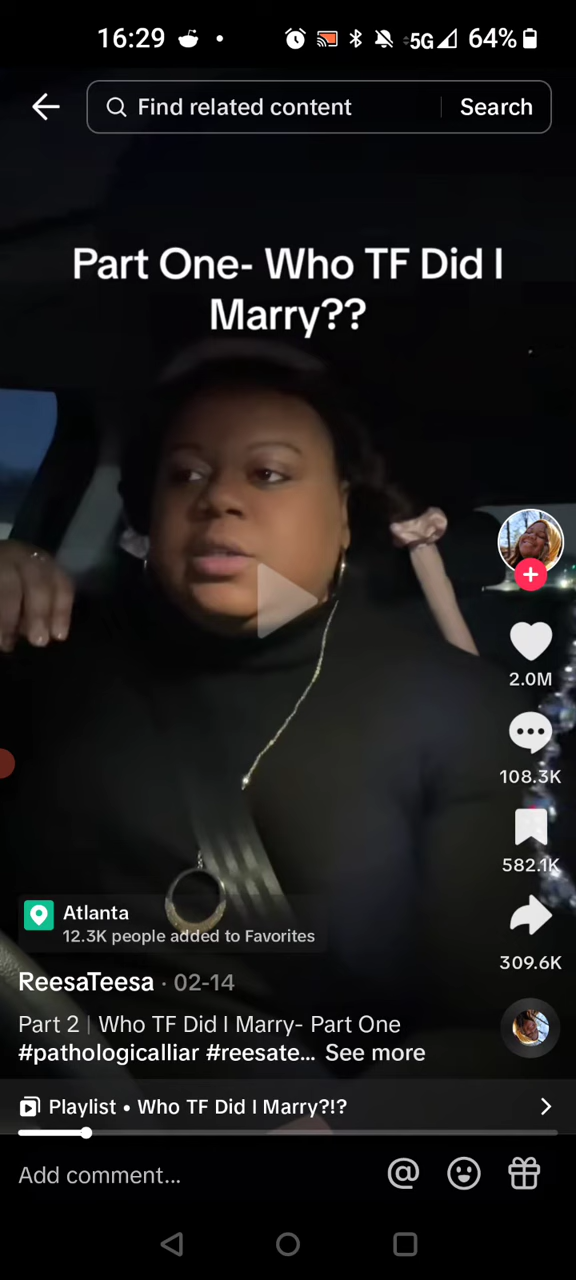 16:29
5G 64%
Find related content
Search
Part One- Who TF Did I
Marry??
2.0M
108.3K
582.1K
309.6K
Atlanta
12.3K people added to Favorites
ReesaTeesa · 02-14
Part 2 | Who TF Did I Marry- Part One
#pathologicalliar #reesate... See more
Playlist • Who TF Did I Marry?!?
Add comment...